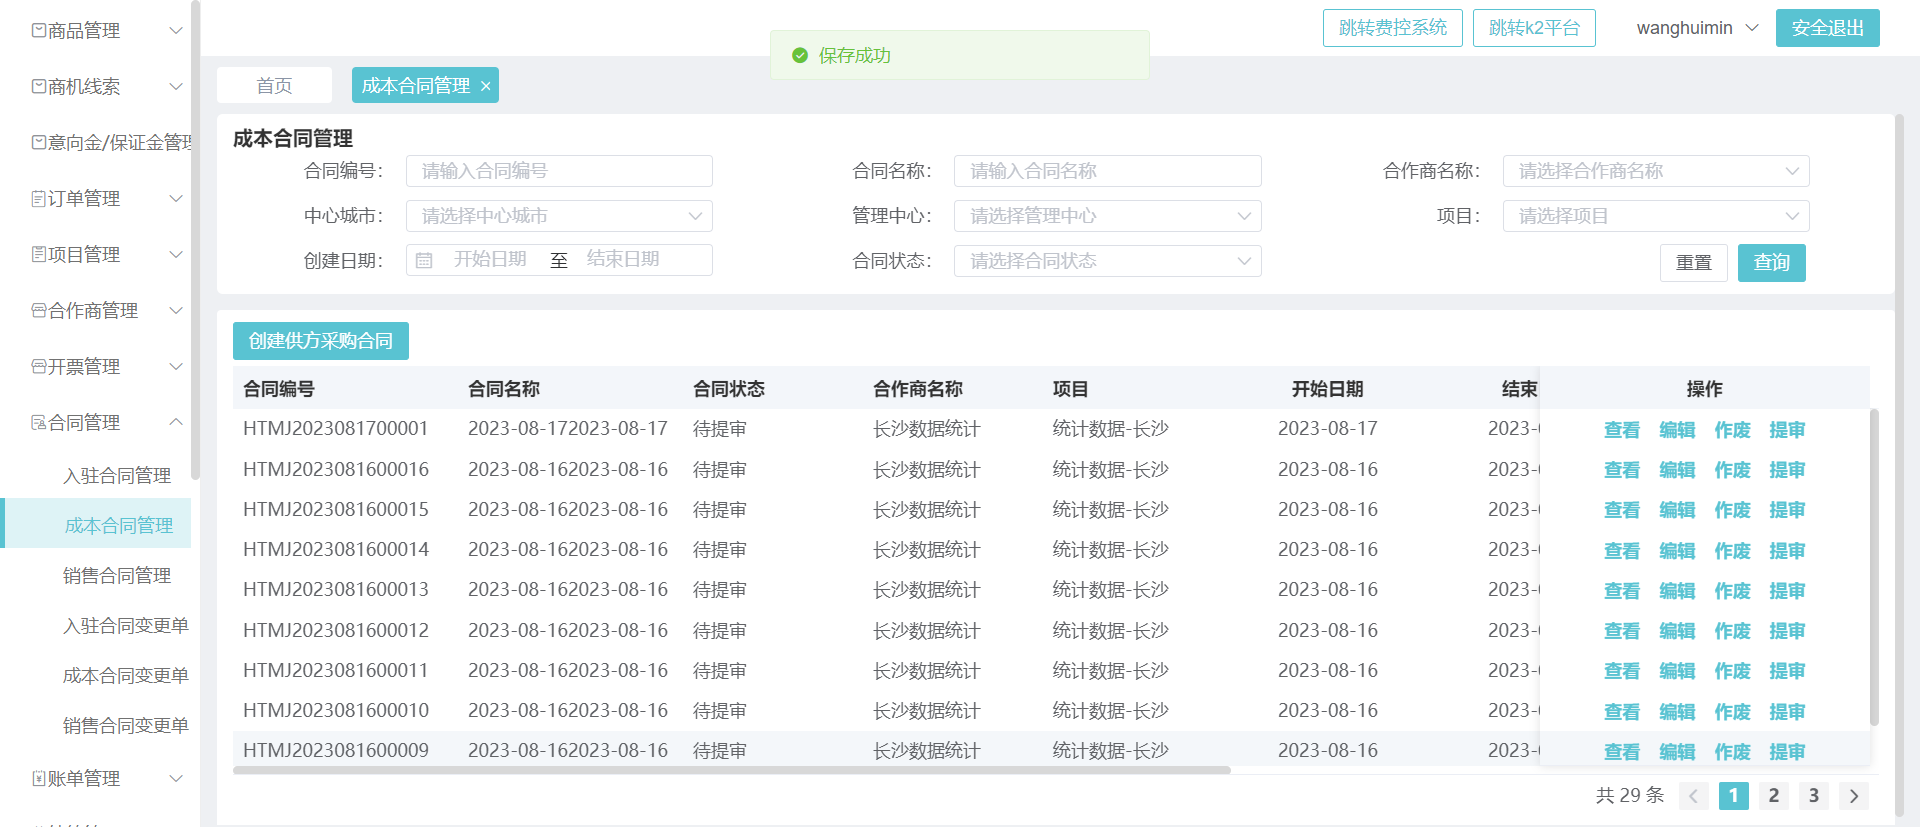 商品管理
商机线索
意向金/保证金管理
订单管理
项目管理
合作商管理
开票管理
合同管理
入驻合同管理
成本合同管理
销售合同管理
入驻合同变更单
成本合同变更单
销售合同变更单
账单管理
跳转费控系统 跳转k2平台 wanghuimin 安全退出
保存成功
首页 成本合同管理 ×
成本合同管理
合同编号： 请输入合同编号 合同名称： 请输入合同名称 合作商名称： 请选择合作商名称
中心城市： 请选择中心城市 管理中心： 请选择管理中心 项目： 请选择项目
创建日期： 开始日期 至 结束日期 合同状态： 请选择合同状态 重置 查询
创建供方采购合同
合同编号 合同名称 合同状态 合作商名称 项目 开始日期 结束 操作
HTMJ2023081700001 2023-08-172023-08-17 待提审 长沙数据统计 统计数据-长沙 2023-08-17 2023- 查看 编辑 作废 提审
HTMJ2023081600016 2023-08-162023-08-16 待提审 长沙数据统计 统计数据-长沙 2023-08-16 2023- 查看 编辑 作废 提审
HTMJ2023081600015 2023-08-162023-08-16 待提审 长沙数据统计 统计数据-长沙 2023-08-16 2023- 查看 编辑 作废 提审
HTMJ2023081600014 2023-08-162023-08-16 待提审 长沙数据统计 统计数据-长沙 2023-08-16 2023- 查看 编辑 作废 提审
HTMJ2023081600013 2023-08-162023-08-16 待提审 长沙数据统计 统计数据-长沙 2023-08-16 2023- 查看 编辑 作废 提审
HTMJ2023081600012 2023-08-162023-08-16 待提审 长沙数据统计 统计数据-长沙 2023-08-16 2023- 查看 编辑 作废 提审
HTMJ2023081600011 2023-08-162023-08-16 待提审 长沙数据统计 统计数据-长沙 2023-08-16 2023- 查看 编辑 作废 提审
HTMJ2023081600010 2023-08-162023-08-16 待提审 长沙数据统计 统计数据-长沙 2023-08-16 2023- 查看 编辑 作废 提审
HTMJ2023081600009 2023-08-162023-08-16 待提审 长沙数据统计 统计数据-长沙 2023-08-16 2023- 查看 编辑 作废 提审
共 29 条 1 2 3